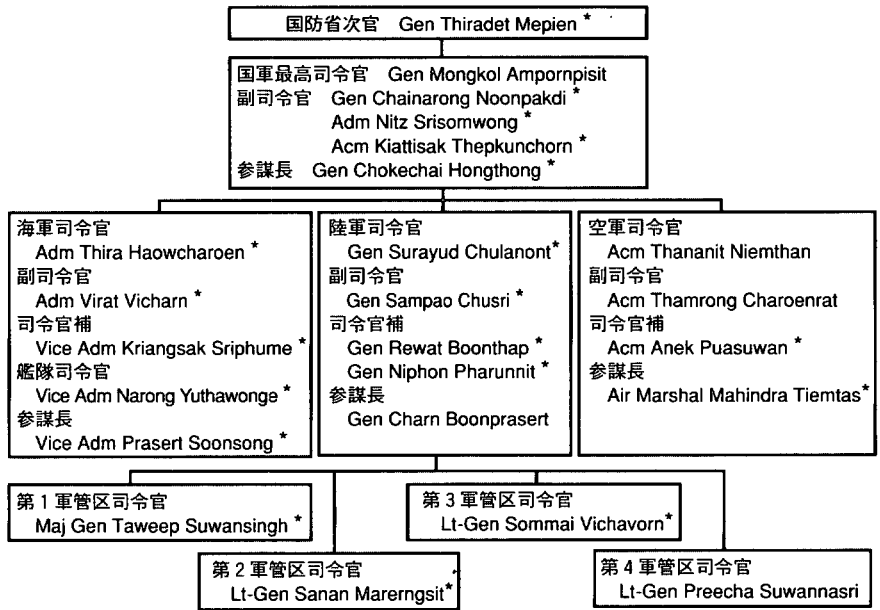 国防省次官 Gen Thiradet Mepien *
国軍最高司令官 Gen Mongkol Ampornpisit
副司令官 Gen Chainarong Noonpakdi *
Adm Nitz Srisomwong *
Acm Kiattisak Thepkunchorn *
参謀長 Gen Chokechai Hongthong *
海軍司令官
Adm Thira Haowcharoen *
副司令官
Adm Virat Vicharn *
司令官補
Vice Adm Kriangsak Sriphume *
艦隊司令官
Vice Adm Narong Yuthawonge *
参謀長
Vice Adm Prasert Soonsong *
陸軍司令官
Gen Surayud Chulanont *
副司令官
Gen Sampao Chusri *
司令官補
Gen Rewat Boonthap *
Gen Niphon Pharunnit *
参謀長
Gen Charn Boonprasert
空軍司令官
Acm Thananit Niemthan
副司令官
Acm Thamrong Charoenrat
司令官補
Acm Anek Puasuwan *
参謀長
Air Marshal Mahindra Tiemtas *
第1軍管区司令官
Maj Gen Taweep Suwansingh *
第2軍管区司令官
Lt-Gen Sanan Marerngsit *
第3軍管区司令官
Lt-Gen Sommai Vichavorn *
第4軍管区司令官
Lt-Gen Preecha Suwannasri